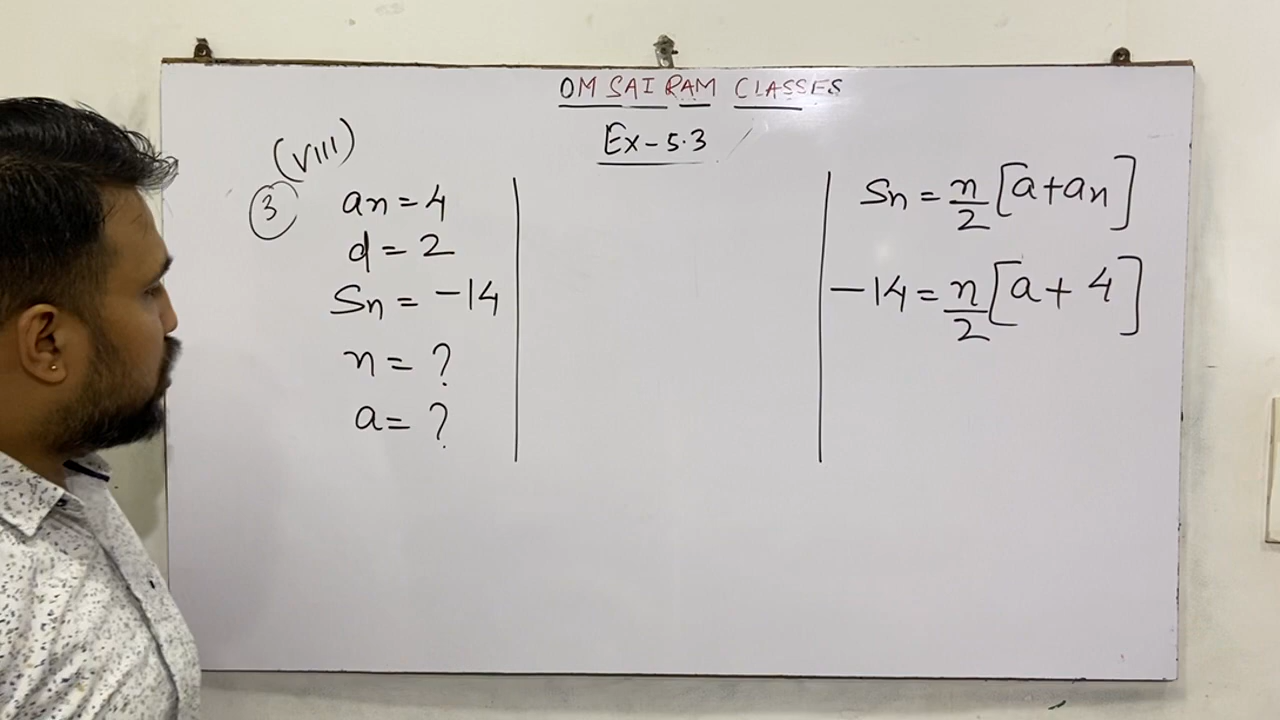 OM SAI RAM CLASSES
Ex-5.3
(VIII)
3
an = 4
d = 2
Sn = -14
n = ?
a = ?
Sn = n/2 [a+an]
-14 = n/2 [a+4]